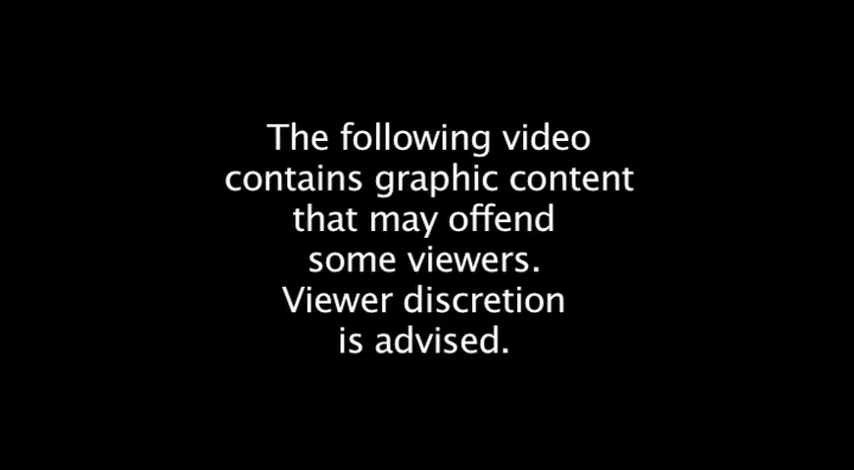 The following video
contains graphic content
that may offend
some viewers.
Viewer discretion
is advised.